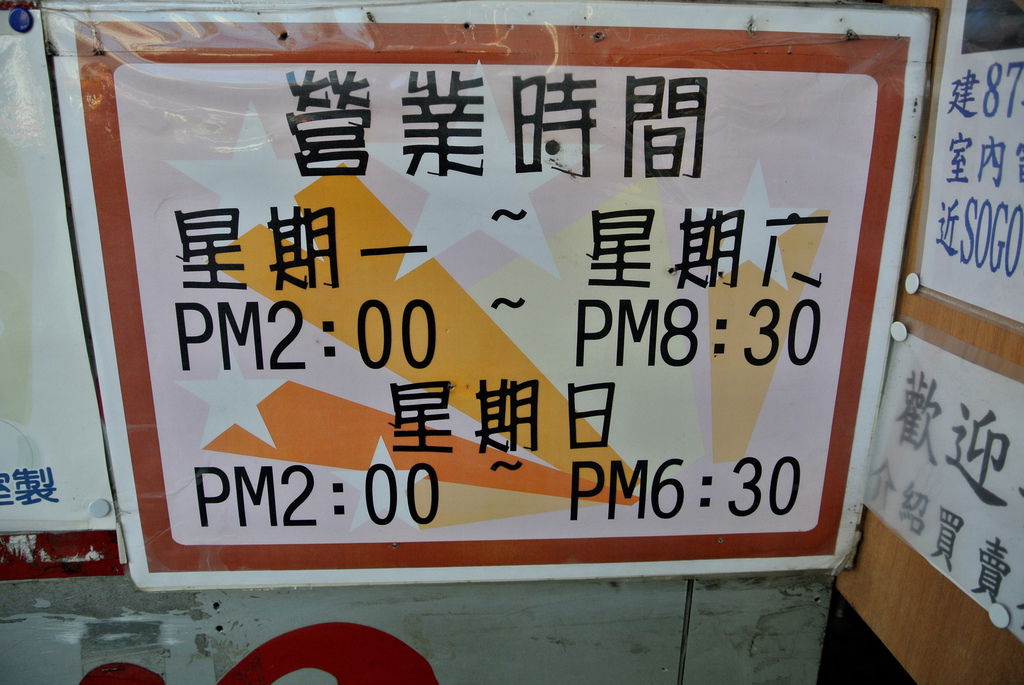 營業時間
星期一 ~ 星期六
PM2:00 ~ PM8:30
星期日
PM2:00 ~ PM6:30
製
建87
室內
近SOGO
歡迎
介紹買賣